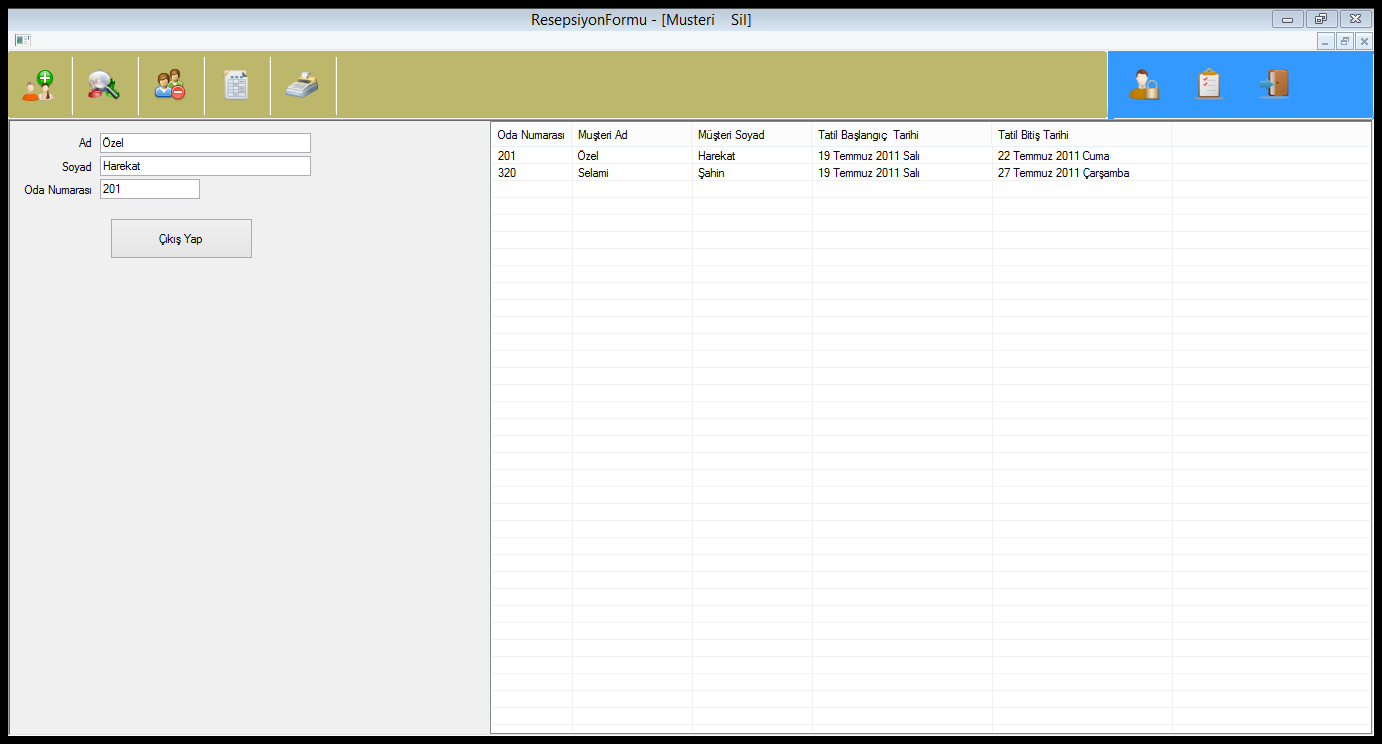 ResepsiyonFormu - [Musteri Sil]
Ad Özel
Soyad Harekat
Oda Numarası 201
Çıkış Yap
Oda Numarası Muşteri Ad Müşteri Soyad Tatil Başlangıç Tarihi Tatil Bitiş Tarihi
201 Özel Harekat 19 Temmuz 2011 Salı 22 Temmuz 2011 Cuma
320 Selami Şahin 19 Temmuz 2011 Salı 27 Temmuz 2011 Çarşamba